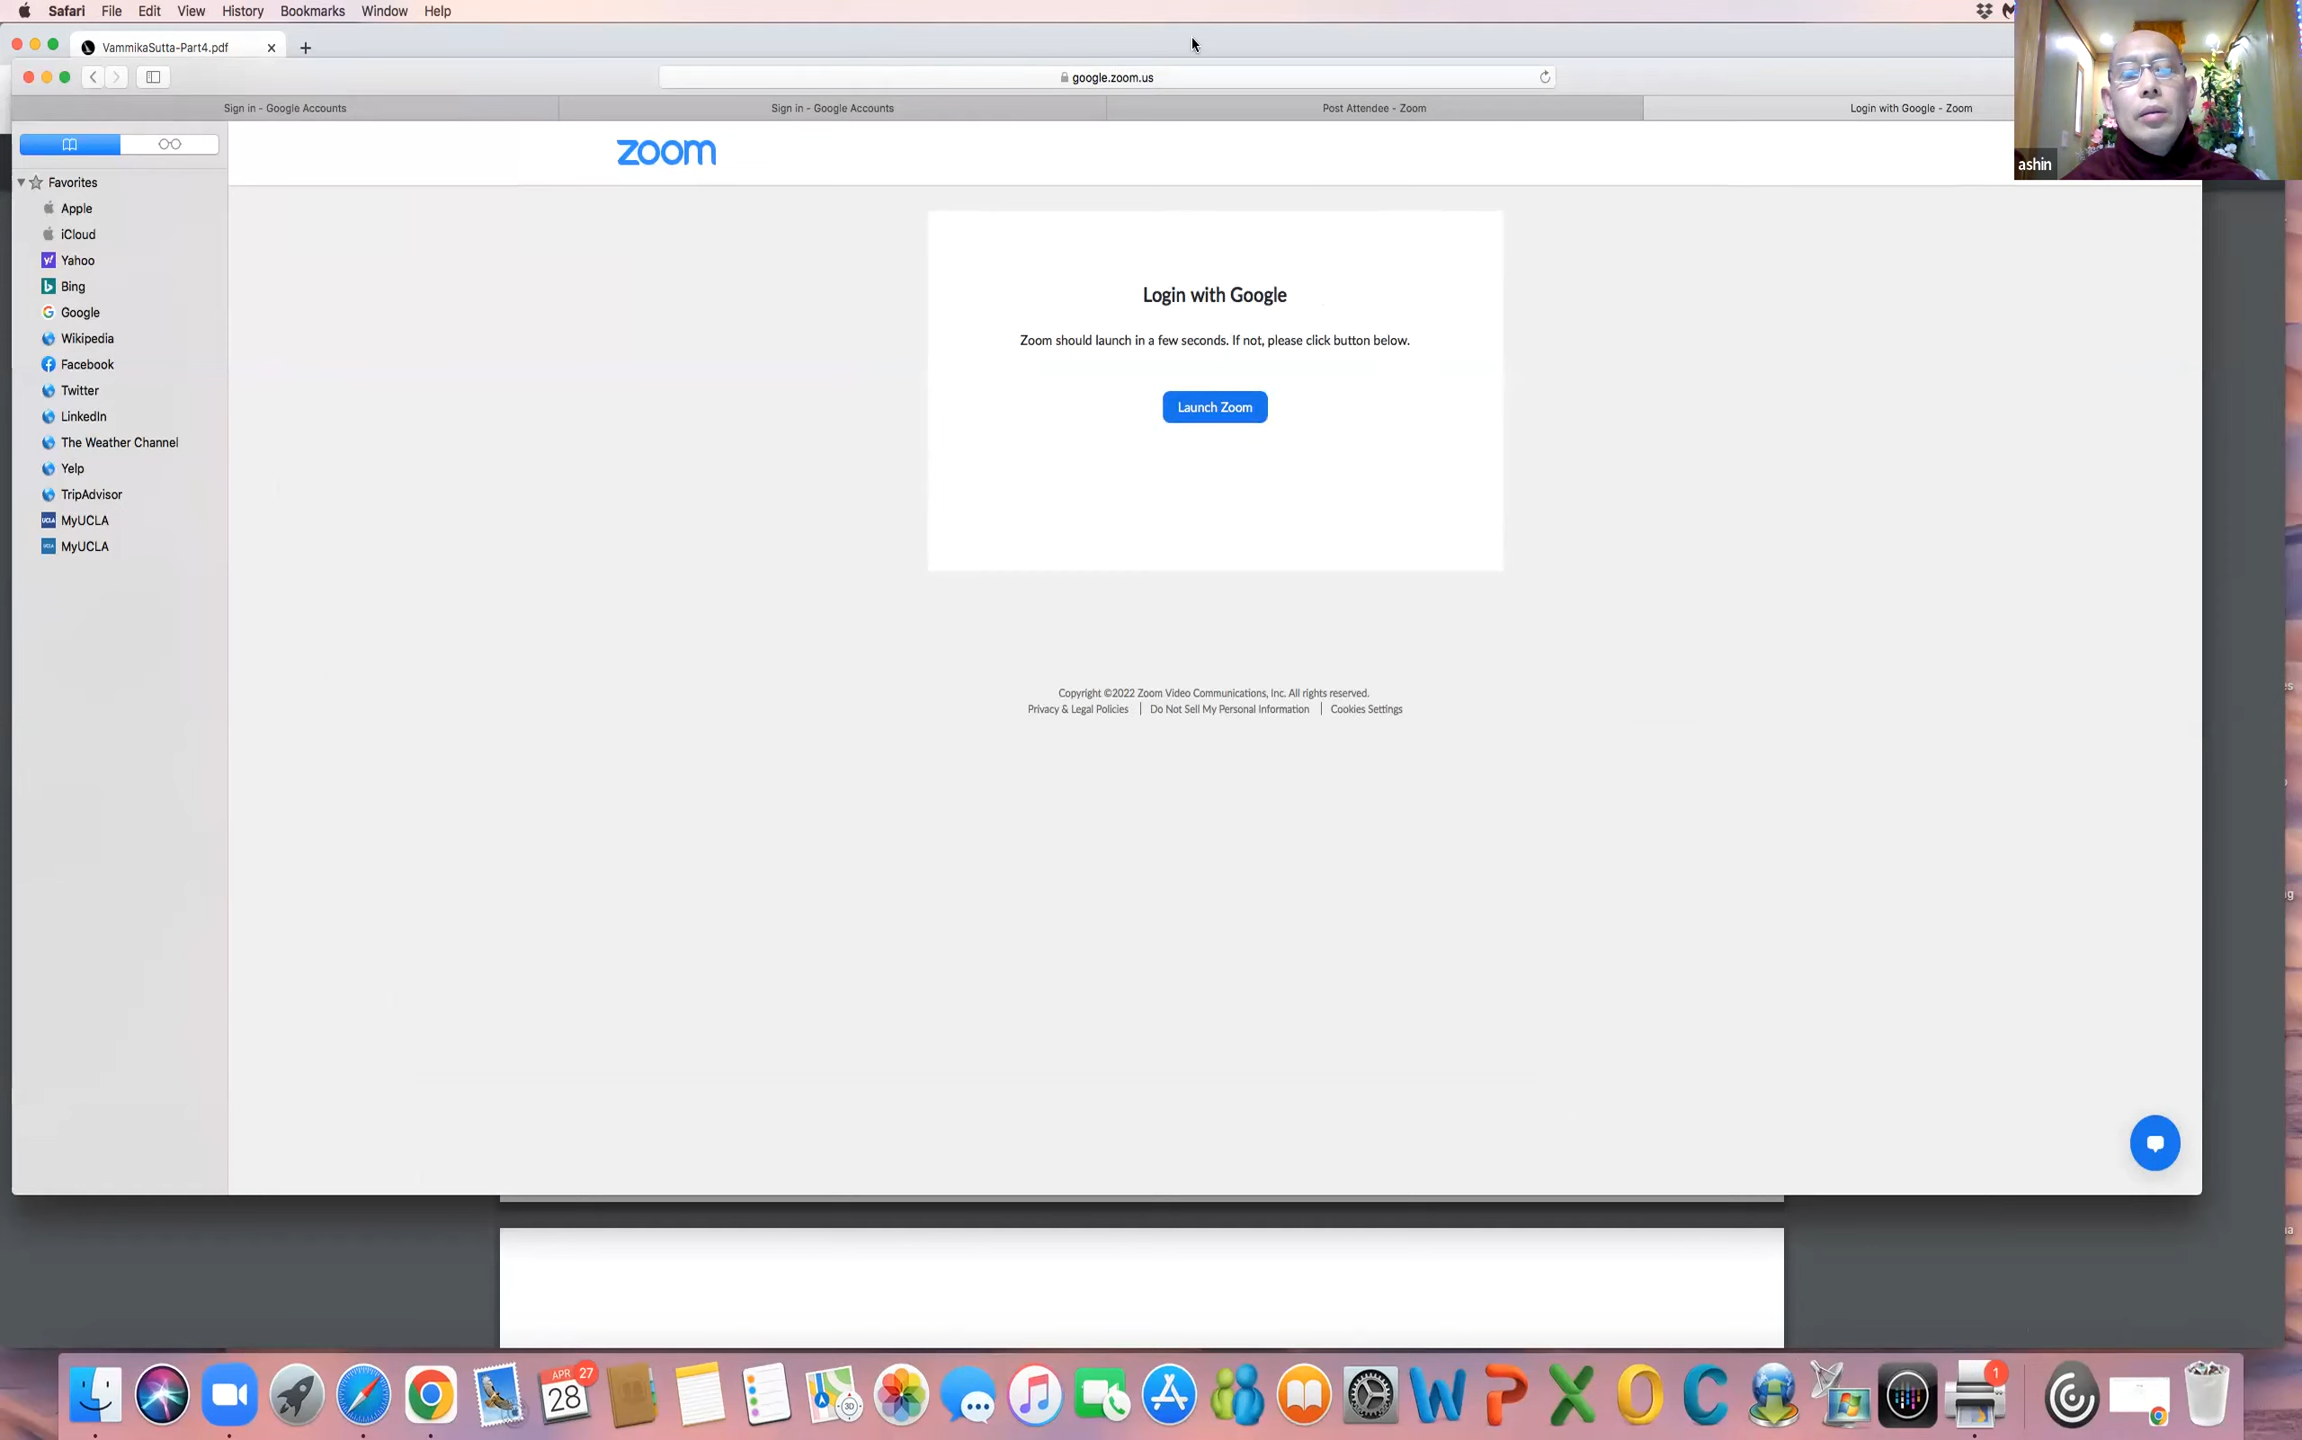 Safari File Edit View History Bookmarks Window Help
VammikaSutta-Part4.pdf
google.zoom.us
Sign in - Google Accounts
Sign in - Google Accounts
Post Attendee - Zoom
Login with Google - Zoom
ashin
zoom
Favorites
Apple
iCloud
Yahoo
Bing
Google
Wikipedia
Facebook
Twitter
LinkedIn
The Weather Channel
Yelp
TripAdvisor
MyUCLA
MyUCLA
Login with Google
Zoom should launch in a few seconds. If not, please click button below.
Launch Zoom
Copyright ©2022 Zoom Video Communications, Inc. All rights reserved.
Privacy & Legal Policies | Do Not Sell My Personal Information | Cookies Settings
APR
28
27
3D
1